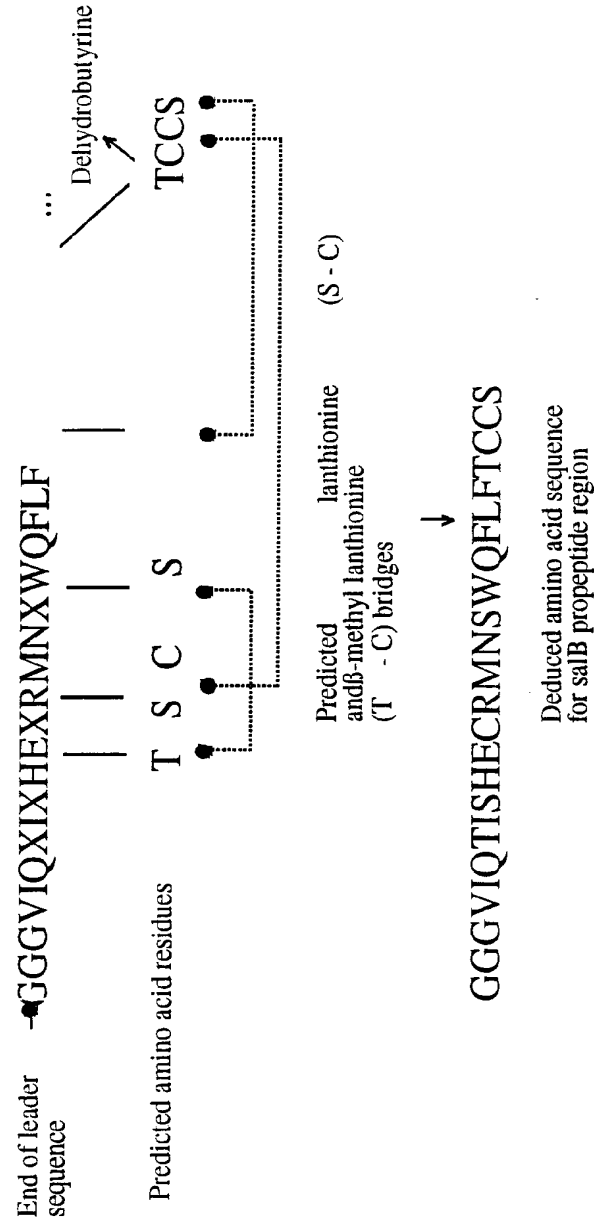 End of leader
sequence
GGGVIQXIXHEXRMNXWQFLF
...
Dehydrobutyrine
Predicted amino acid residues
T S C S TCCS
Predicted lanthionine (S - C)
andβ-methyl lanthionine
(T - C) bridges
GGGVIQTISHECRMNSWQFLFTCCS
Deduced amino acid sequence
for salB propeptide region